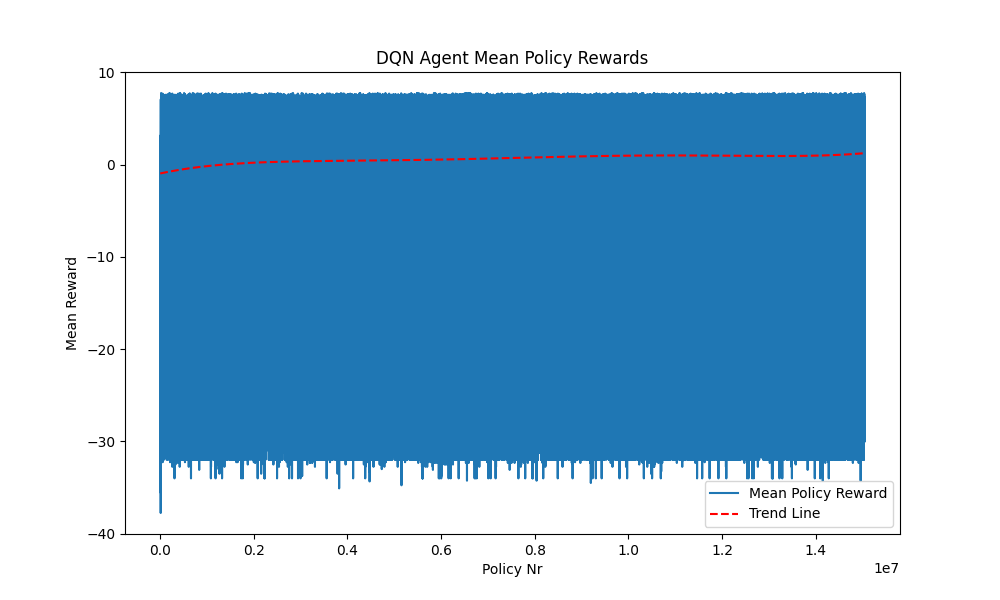 DQN Agent Mean Policy Rewards
10
0
−10
−20
−30
−40
Mean Reward
0.0 0.2 0.4 0.6 0.8 1.0 1.2 1.4
1e7
Policy Nr
Mean Policy Reward
Trend Line